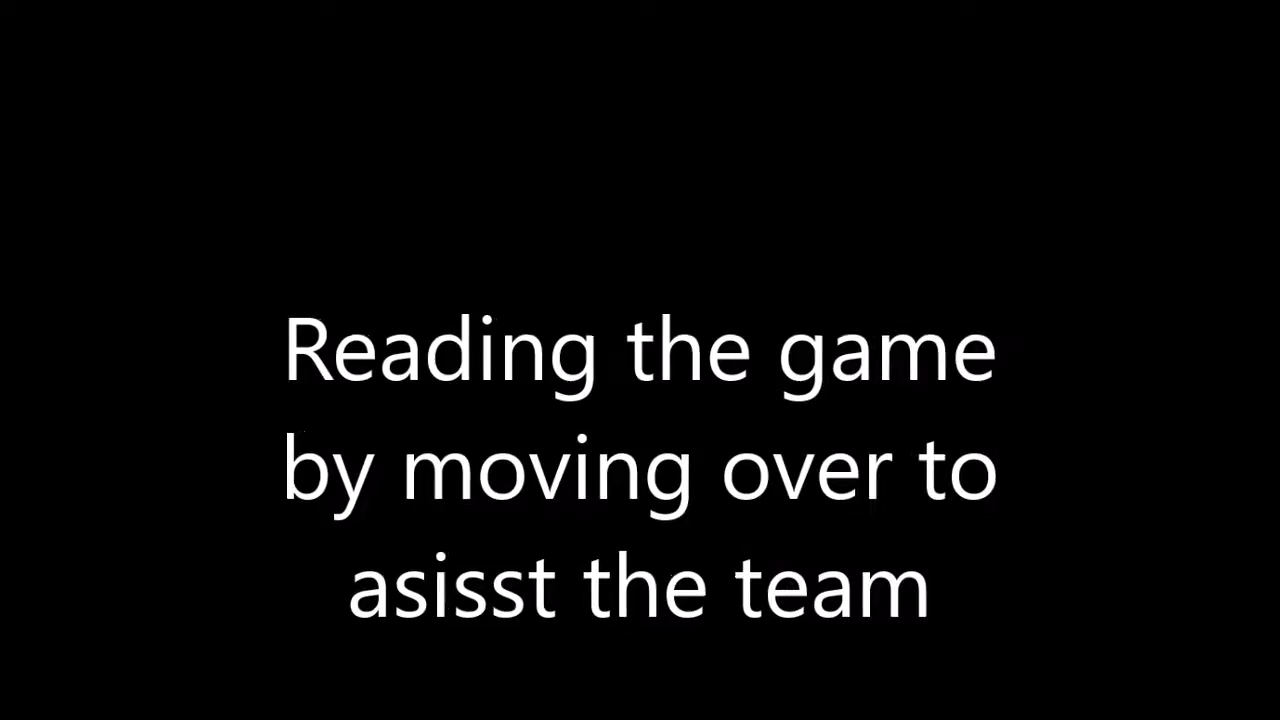 Reading the game
by moving over to
asisst the team